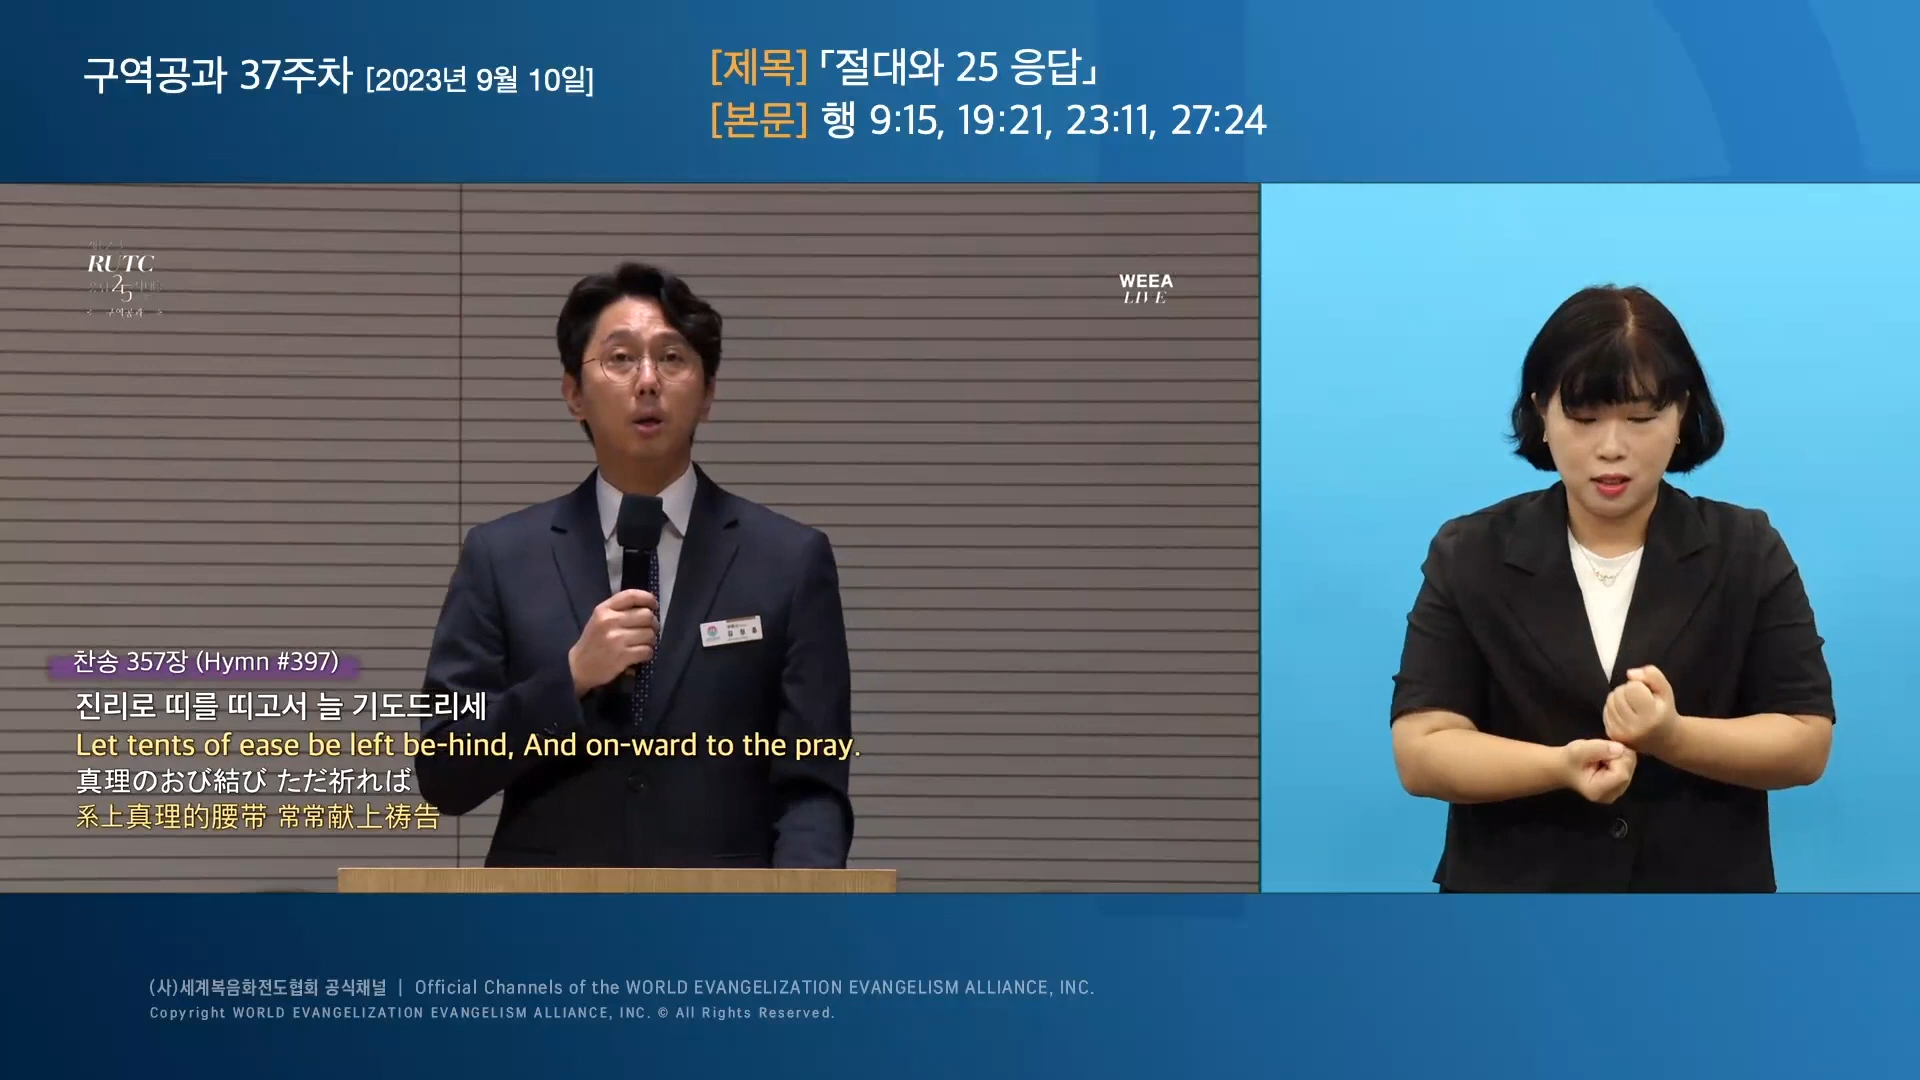 구역공과 37주차 [2023년 9월 10일]
[제목] 「절대와 25 응답」
[본문] 행 9:15, 19:21, 23:11, 27:24
RUTC
25
구역공과
WEEA
LIVE
찬송 357장 (Hymn #397)
진리로 띠를 띠고서 늘 기도드리세
Let tents of ease be left be-hind, And on-ward to the pray.
真理のおび結び ただ祈れば
系上真理的腰带 常常献上祷告
(사)세계복음화전도협회 공식채널 | Official Channels of the WORLD EVANGELIZATION EVANGELISM ALLIANCE, INC.
Copyright WORLD EVANGELIZATION EVANGELISM ALLIANCE, INC. © All Rights Reserved.